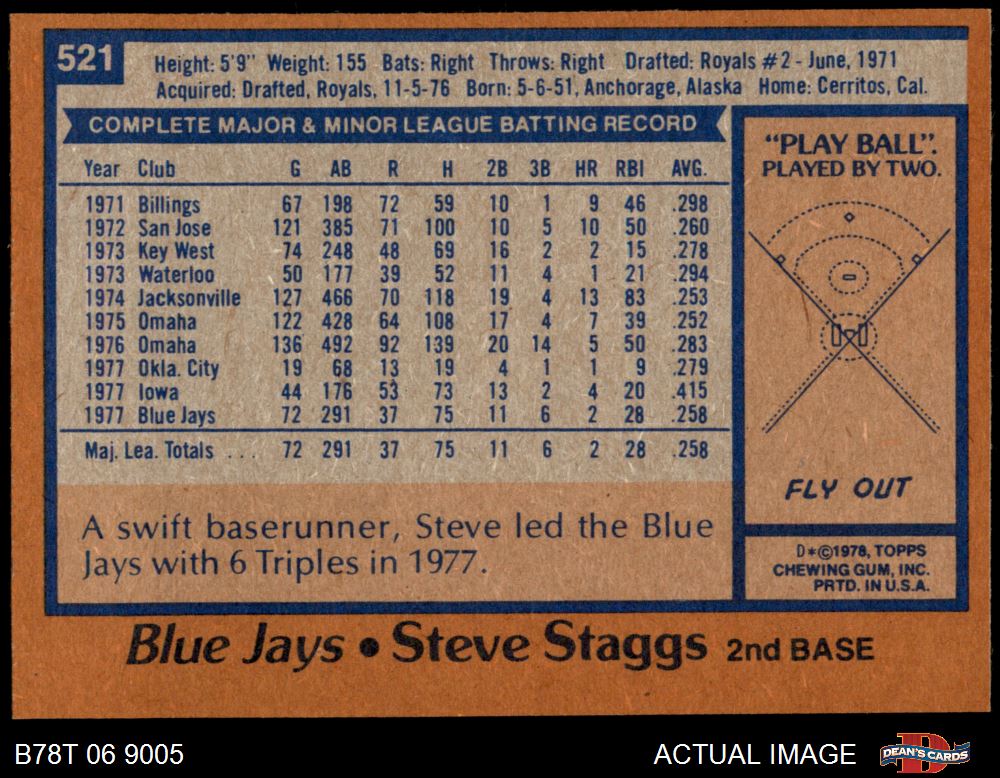 521
Height: 5'9" Weight: 155 Bats: Right Throws: Right Drafted: Royals #2 - June, 1971
Acquired: Drafted, Royals, 11-5-76 Born: 5-6-51, Anchorage, Alaska Home: Cerritos, Cal.
COMPLETE MAJOR & MINOR LEAGUE BATTING RECORD
Year Club G AB R H 2B 3B HR RBI AVG.
1971 Billings 67 198 72 59 10 1 9 46 .298
1972 San Jose 121 385 71 100 10 5 10 50 .260
1973 Key West 74 248 48 69 16 2 2 15 .278
1973 Waterloo 50 177 39 52 11 4 1 21 .294
1974 Jacksonville 127 466 70 118 19 4 13 83 .253
1975 Omaha 122 428 64 108 17 4 7 39 .252
1976 Omaha 136 492 92 139 20 14 5 50 .283
1977 Okla. City 19 68 13 19 4 1 1 9 .279
1977 Iowa 44 176 53 73 13 2 4 20 .415
1977 Blue Jays 72 291 37 75 11 6 2 28 .258
Maj. Lea. Totals ... 72 291 37 75 11 6 2 28 .258
A swift baserunner, Steve led the Blue
Jays with 6 Triples in 1977.
"PLAY BALL".
PLAYED BY TWO.
FLY OUT
D*©1978, TOPPS
CHEWING GUM, INC.
PRTD. IN U.S.A.
Blue Jays • Steve Staggs 2nd BASE
B78T 06 9005
ACTUAL IMAGE
DEAN'S CARDS